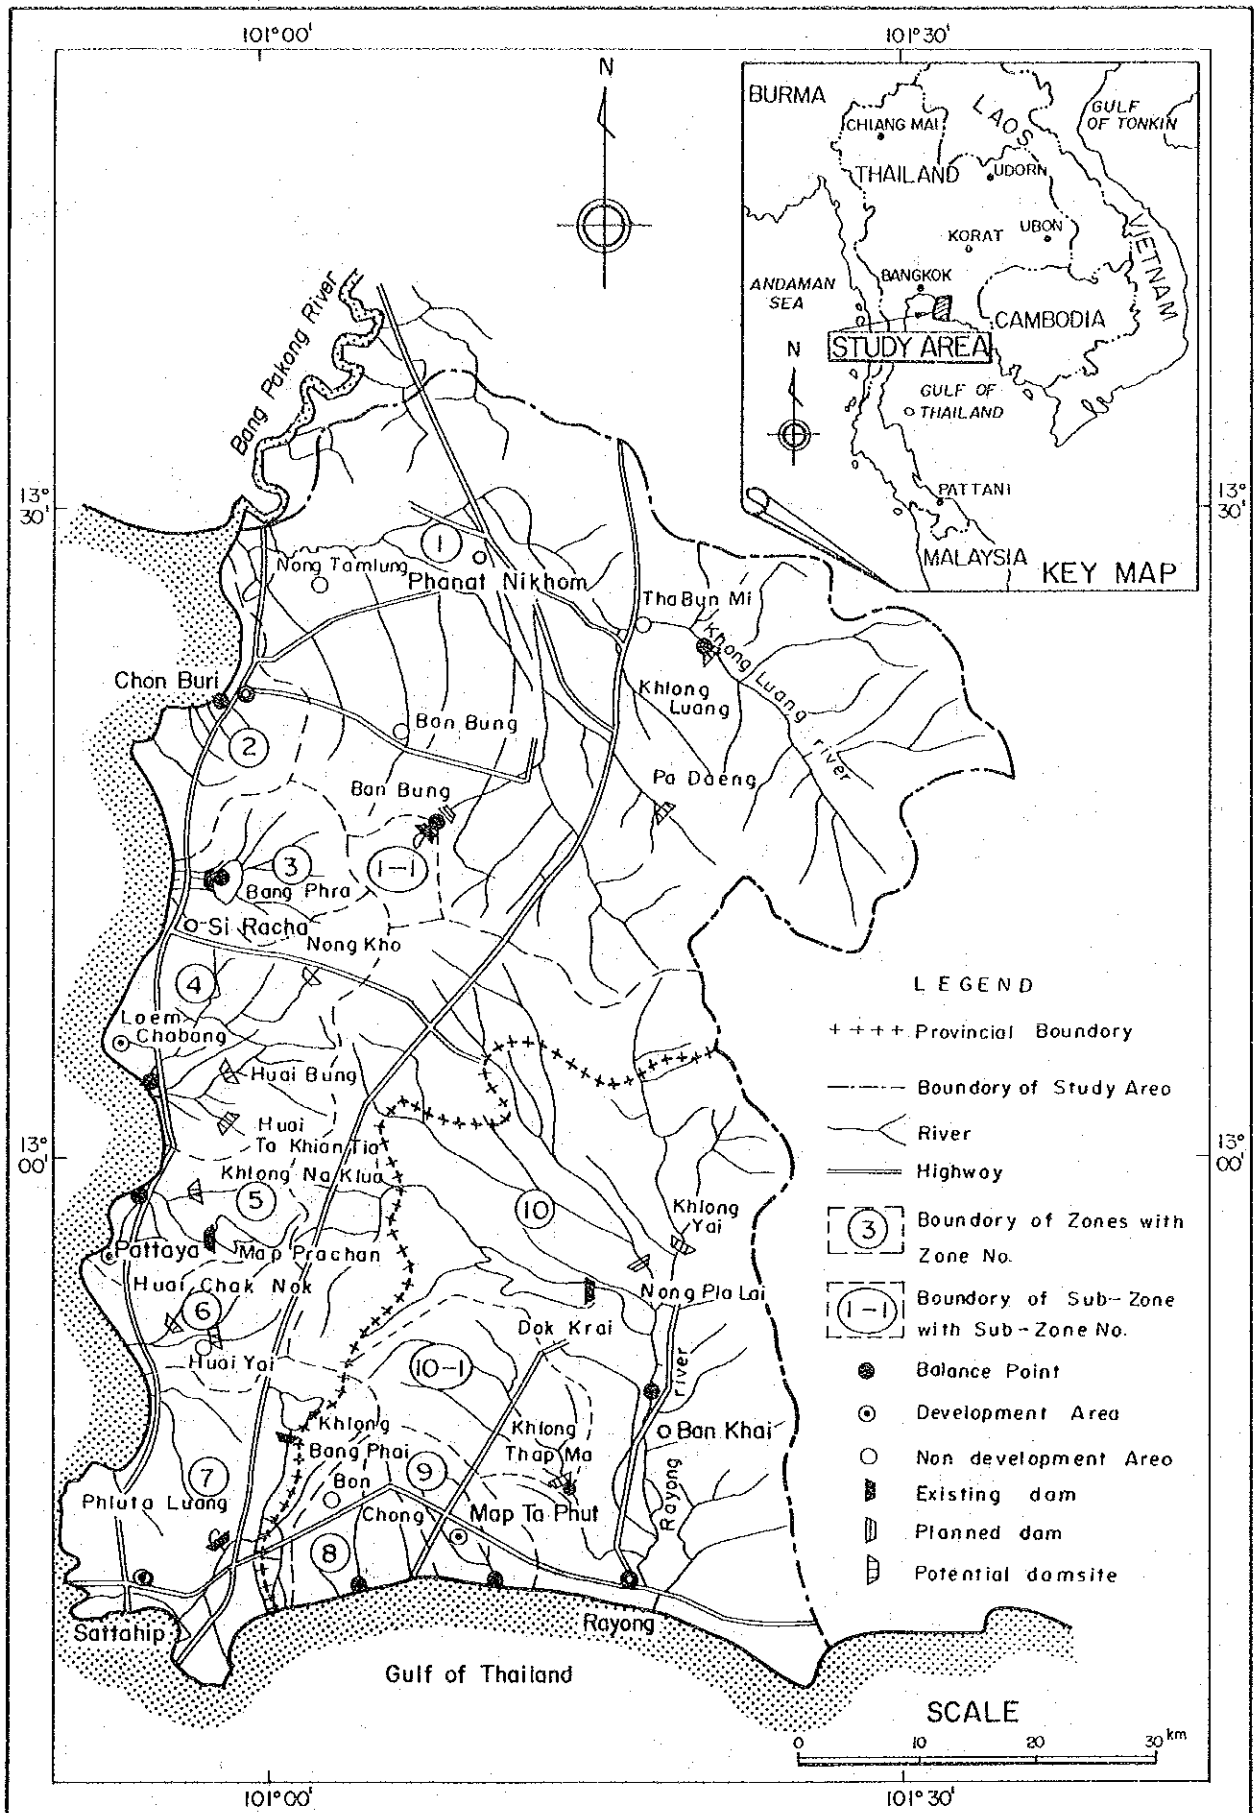 101°00'
101°30'
N
BURMA
CHIANG MAI
LAOS
GULF
OF TONKIN
THAILAND
UDORN
KORAT
UBON
VIETNAM
BANGKOK
ANDAMAN
SEA
CAMBODIA
STUDY AREA
N
GULF OF
THAILAND
PATTANI
MALAYSIA
KEY MAP
Bang Pakong River
13°
30'
13°
30'
1
Nong Tamlung
Phanat Nikhom
Tha Bun Mi
Khlong Luang river
Khlong
Luang
Chon Buri
2
Ban Bung
Pa Daeng
Ban Bung
3
1-1
Bang Phra
Si Racha
Nong Kho
4
Laem
Chabang
Huai Bung
Huai
Ta Khian Tia
13°
00'
13°
00'
Khlong Na Klua
5
10
Khlong
Yai
Pattaya
Map Prachan
Huai Chak Nok
Nong Pla Lai
6
Dok Krai
Huai Yai
10-1
Khlong
Bang Phai
Khlong
Thap Ma
Ban Khai
Rayong river
7
9
Ban
Chong
Phluta Luang
Map Ta Phut
8
Sattahip
Rayong
Gulf of Thailand
LEGEND
Provincial Boundary
Boundary of Study Area
River
Highway
3
Boundary of Zones with
Zone No.
1-1
Boundary of Sub-Zone
with Sub-Zone No.
Balance Point
Development Area
Non development Area
Existing dam
Planned dam
Potential damsite
SCALE
0 10 20 30 km
101°00'
101°30'